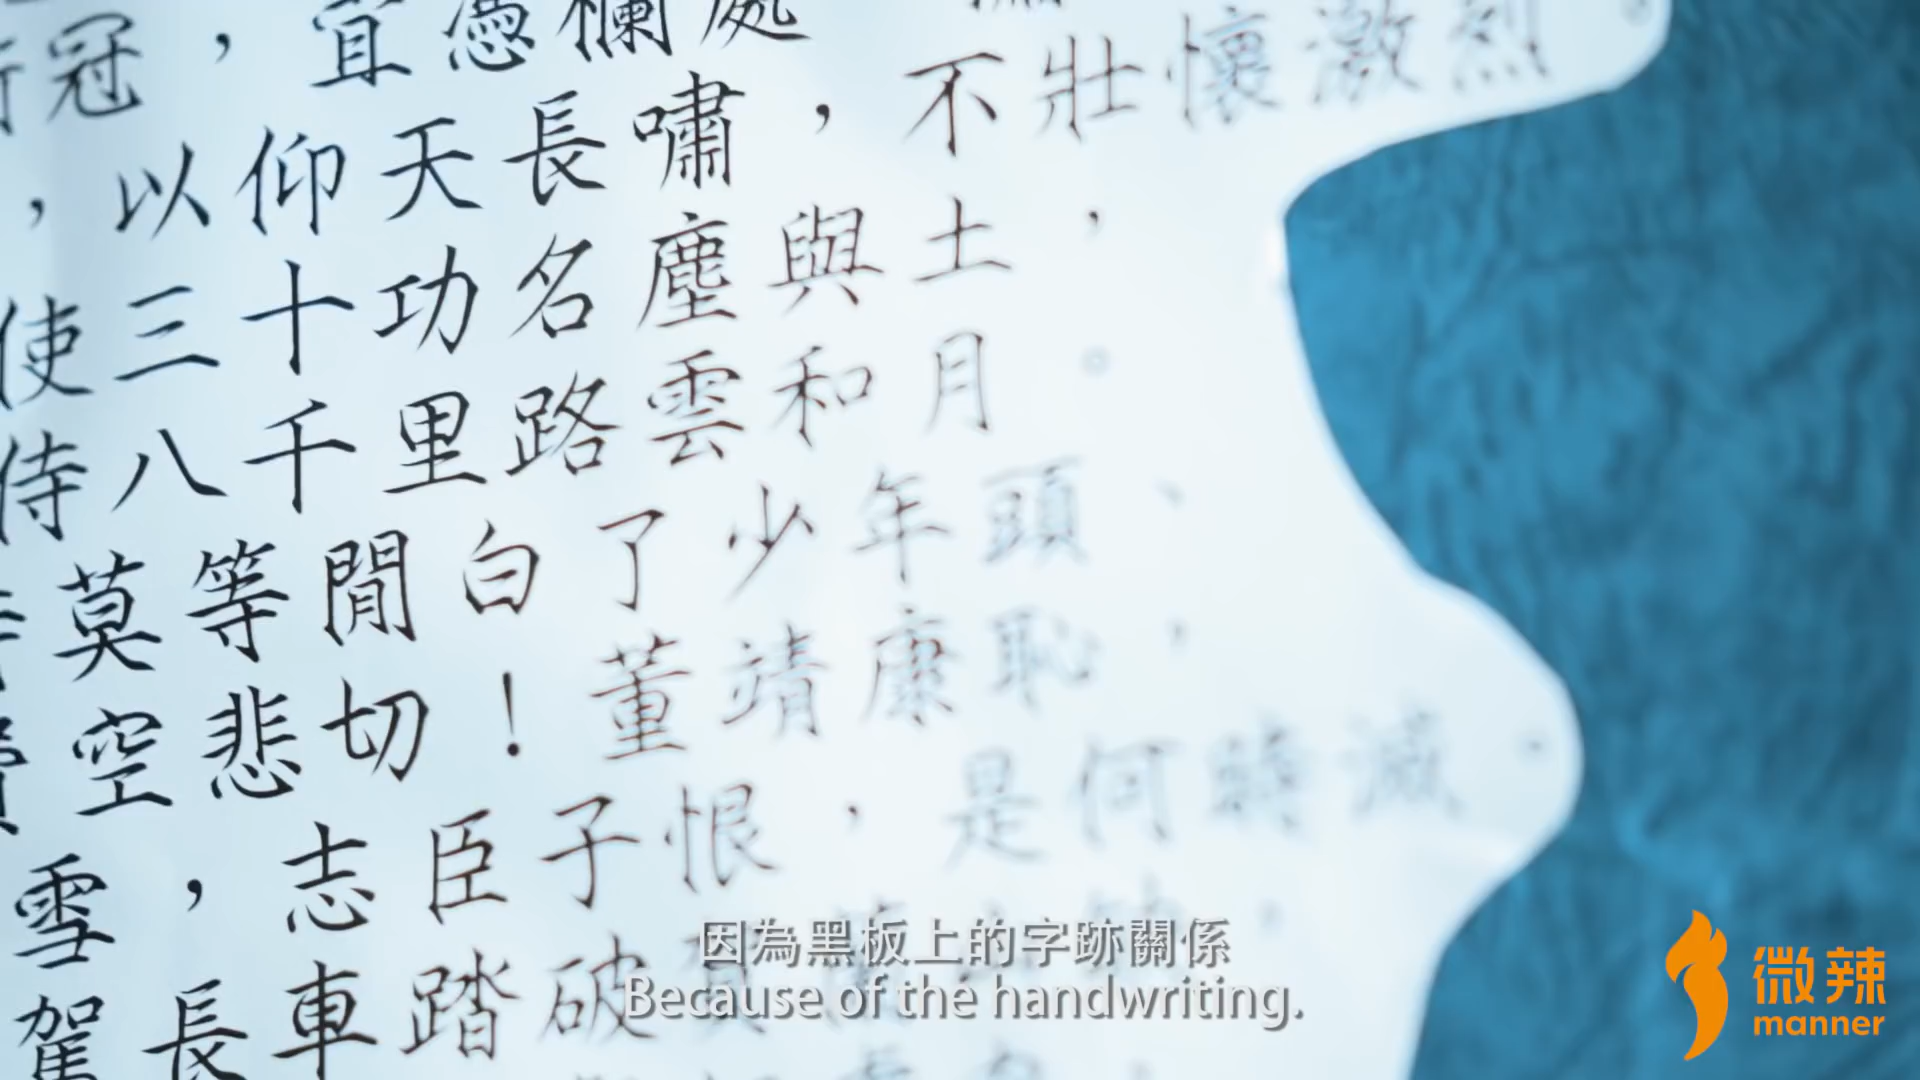 冠，宜憑欄處
，以仰天長嘯，不壯懷激烈。
使三十功名塵與土，
侍八千里路雲和月。
莫等閒白了少年頭、
空悲切！董靖康恥，
雪，志臣子恨，是何時滅。
駕長車踏破
因為黑板上的字跡關係
Because of the handwriting.
微辣
manner